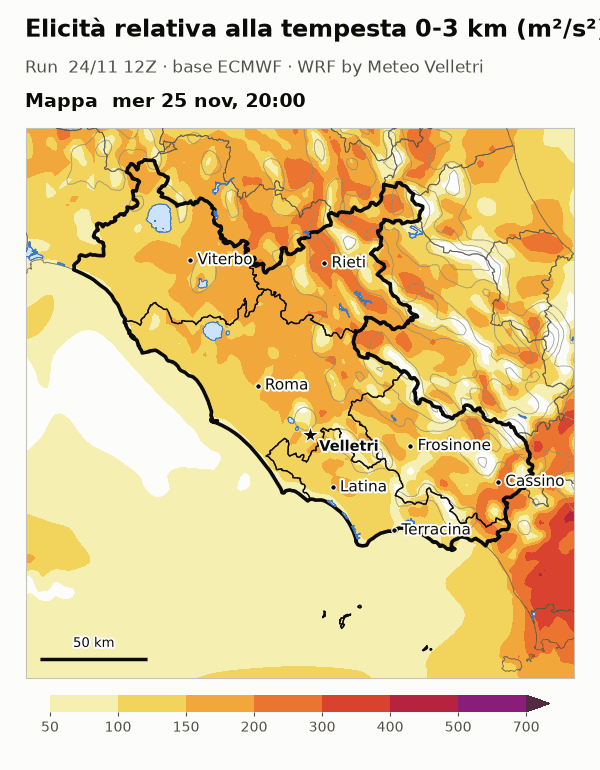 Elicità relativa alla tempesta 0-3 km (m²/s²)
Run 24/11 12Z · base ECMWF · WRF by Meteo Velletri
Mappa mer 25 nov, 20:00
Viterbo
Rieti
Roma
Velletri
Frosinone
Latina
Cassino
Terracina
50 km
50 100 150 200 300 400 500 700